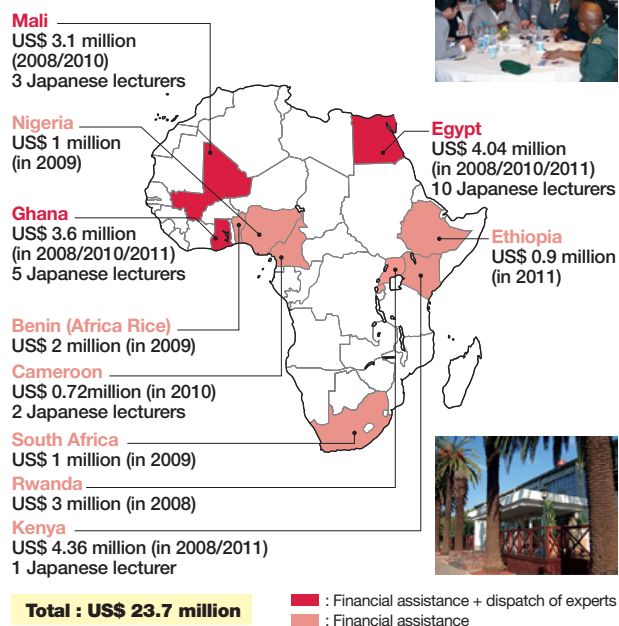 Mali
US$ 3.1 million
(2008/2010)
3 Japanese lecturers
Nigeria
US$ 1 million
(in 2009)
Ghana
US$ 3.6 million
(in 2008/2010/2011)
5 Japanese lecturers
Benin (Africa Rice)
US$ 2 million (in 2009)
Cameroon
US$ 0.72million (in 2010)
2 Japanese lecturers
South Africa
US$ 1 million (in 2009)
Rwanda
US$ 3 million (in 2008)
Kenya
US$ 4.36 million (in 2008/2011)
1 Japanese lecturer
Egypt
US$ 4.04 million
(in 2008/2010/2011)
10 Japanese lecturers
Ethiopia
US$ 0.9 million
(in 2011)
Total : US$ 23.7 million
: Financial assistance + dispatch of experts
: Financial assistance